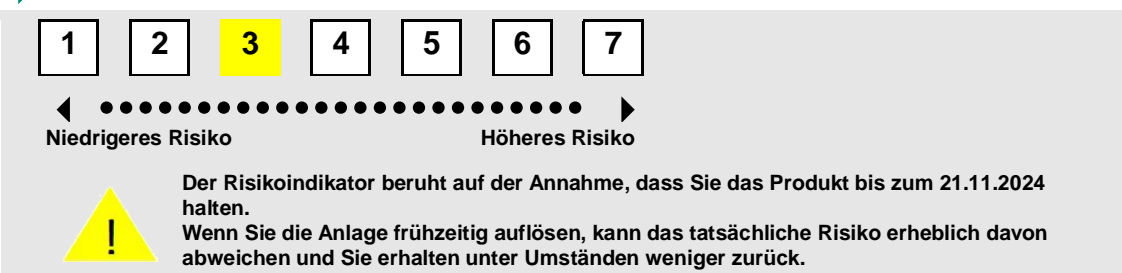 1 2 3 4 5 6 7
Niedrigeres Risiko Höheres Risiko
!
Der Risikoindikator beruht auf der Annahme, dass Sie das Produkt bis zum 21.11.2024
halten.
Wenn Sie die Anlage frühzeitig auflösen, kann das tatsächliche Risiko erheblich davon
abweichen und Sie erhalten unter Umständen weniger zurück.